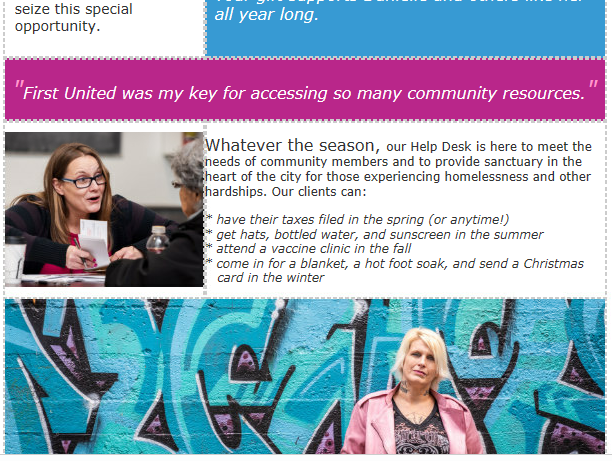 seize this special
opportunity.
all year long.
"First United was my key for accessing so many community resources."
Whatever the season, our Help Desk is here to meet the
needs of community members and to provide sanctuary in the
heart of the city for those experiencing homelessness and other
hardships. Our clients can:
* have their taxes filed in the spring (or anytime!)
* get hats, bottled water, and sunscreen in the summer
* attend a vaccine clinic in the fall
* come in for a blanket, a hot foot soak, and send a Christmas
card in the winter